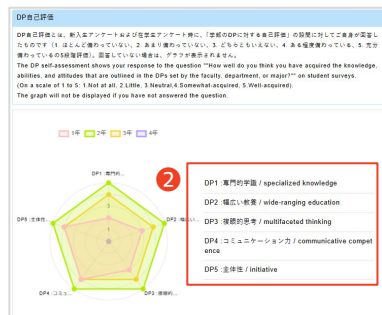 DP自己評価
DP自己評価とは、新入生アンケートおよび在学生アンケート時に、「学部のDPに対する自己評価」の設問に対してご自身が回答し
たものです（1. ほとんど備わっていない、2. あまり備わっていない、3. どちらともいえない、4. ある程度備わっている、5. 充分
備わっているの5段階評価）。回答していない場合は、グラフが表示されません。
The DP self-assessment shows your response to the question ""How well do you think you have acquired the knowledge,
abilities, and attitudes that are outlined in the DPs set by the faculty, department, or major?"" on student surveys.
(On a scale of 1 to 5: 1.Not at all, 2.Little, 3.Neutral,4.Somewhat-acquired, 5.Well-acquired).
The graph will not be displayed if you have not answered the question.
1年 2年 3年 4年
2
DP1 :専門的...
DP2 :幅広い...
DP3 :複眼的...
DP4 :コミュ...
DP5 :主体性...
5
3
1
DP1 :専門的学識 / specialized knowledge
DP2 :幅広い教養 / wide-ranging education
DP3 :複眼的思考 / multifaceted thinking
DP4 :コミュニケーション力 / communicative compet
ence
DP5 :主体性 / initiative